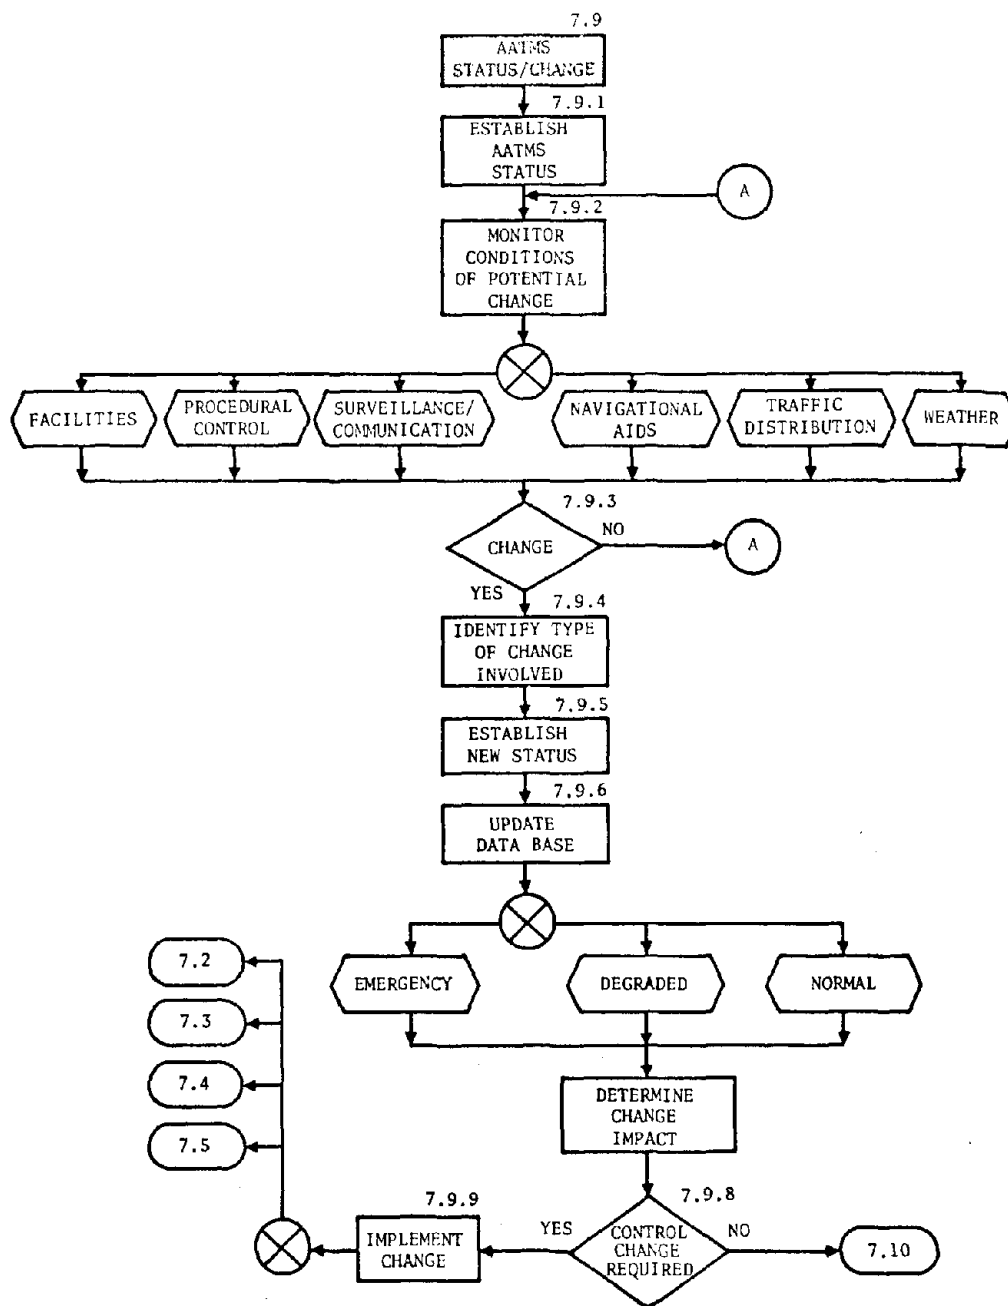 7.9
AATMS
STATUS/CHANGE
7.9.1
ESTABLISH
AATMS
STATUS
A
7.9.2
MONITOR
CONDITIONS
OF POTENTIAL
CHANGE
FACILITIES
PROCEDURAL
CONTROL
SURVEILLANCE/
COMMUNICATION
NAVIGATIONAL
AIDS
TRAFFIC
DISTRIBUTION
WEATHER
7.9.3
CHANGE
NO
A
YES
7.9.4
IDENTIFY TYPE
OF CHANGE
INVOLVED
7.9.5
ESTABLISH
NEW STATUS
7.9.6
UPDATE
DATA BASE
EMERGENCY
DEGRADED
NORMAL
7.2
7.3
7.4
7.5
DETERMINE
CHANGE
IMPACT
7.9.8
CONTROL
CHANGE
REQUIRED
YES
NO
7.9.9
IMPLEMENT
CHANGE
7.10